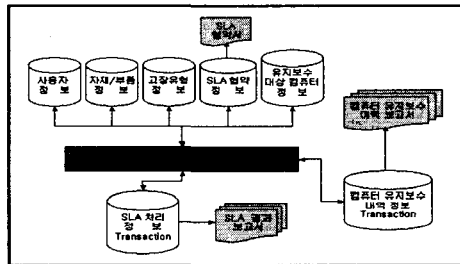 SLA
협약서
사용자
정 보
자재/부품
정 보
고장유형
정 보
SLA 협약
정 보
유지보수
대상 컴퓨터
정 보
컴퓨터 유지보수
내역 보고서
SLA 처리
정 보
Transaction
SLA 결과
보고서
컴퓨터 유지보수
내역 정보
Transaction